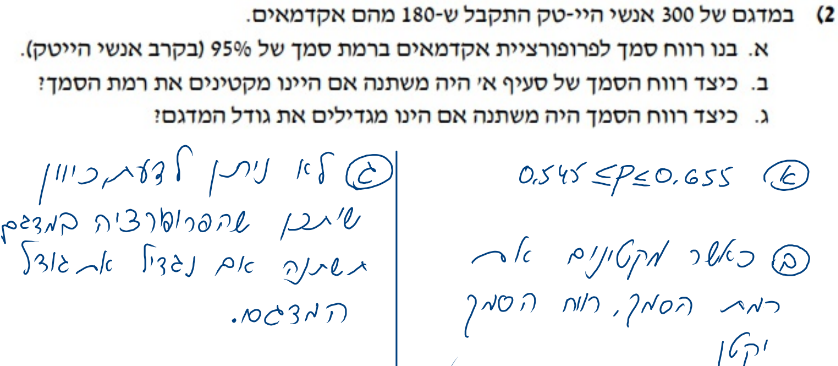 2) במדגם של 300 אנשי היי-טק התקבל ש-180 מהם אקדמאים.
א. בנו רווח סמך לפרופורציית אקדמאים ברמת סמך של 95% (בקרב אנשי הייטק).
ב. כיצד רווח הסמך של סעיף א' היה משתנה אם היינו מקטינים את רמת הסמך?
ג. כיצד רווח הסמך היה משתנה אם הינו מגדילים את גודל המדגם?
א 0.545 ≤p≤0.655
ב כאשר מקטינים את
רמת הסמך, רווח הסמך
יקטן
ג לא ניתן לדעת, כיוון
שיתכן שהפרופורציה במדגם
תשתנה אם נגדיל את גודל
המדגם.